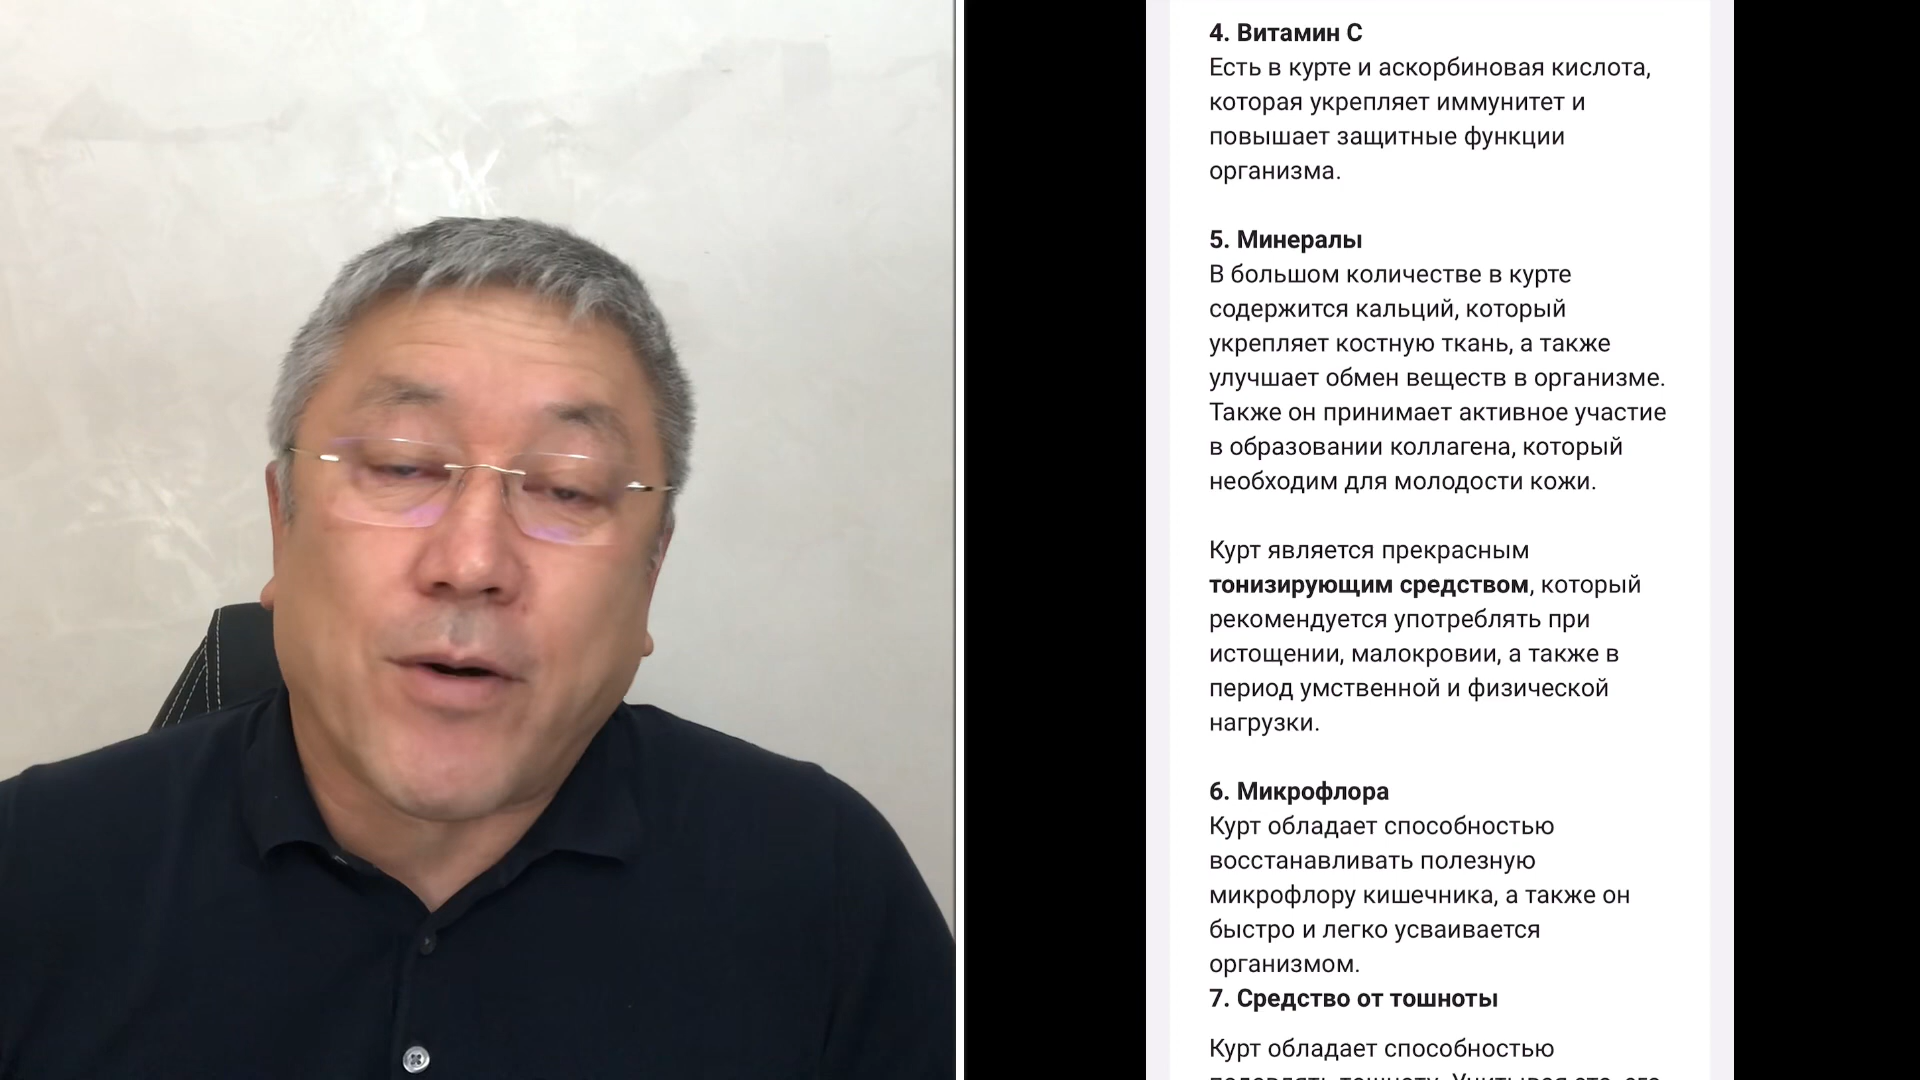 4. Витамин С
Есть в курте и аскорбиновая кислота,
которая укрепляет иммунитет и
повышает защитные функции
организма.
5. Минералы
В большом количестве в курте
содержится кальций, который
укрепляет костную ткань, а также
улучшает обмен веществ в организме.
Также он принимает активное участие
в образовании коллагена, который
необходим для молодости кожи.
Курт является прекрасным
тонизирующим средством, который
рекомендуется употреблять при
истощении, малокровии, а также в
период умственной и физической
нагрузки.
6. Микрофлора
Курт обладает способностью
восстанавливать полезную
микрофлору кишечника, а также он
быстро и легко усваивается
организмом.
7. Средство от тошноты
Курт обладает способностью